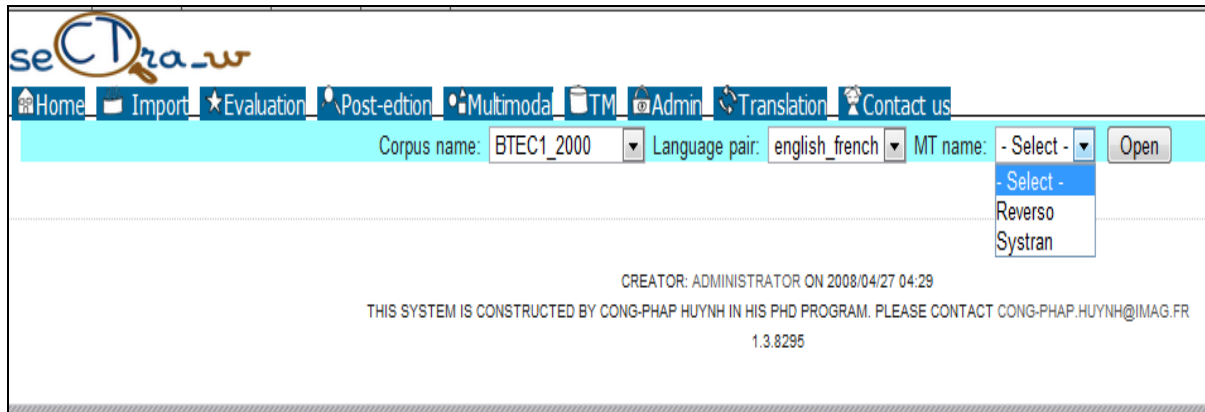 seCTra_w
Home Import Evaluation Post-edtion Multimodal TM Admin Translation Contact us
Corpus name: BTEC1_2000 Language pair: english_french MT name: - Select - Open
- Select -
Reverso
Systran
CREATOR: ADMINISTRATOR ON 2008/04/27 04:29
THIS SYSTEM IS CONSTRUCTED BY CONG-PHAP HUYNH IN HIS PHD PROGRAM. PLEASE CONTACT CONG-PHAP.HUYNH@IMAG.FR
1.3.8295